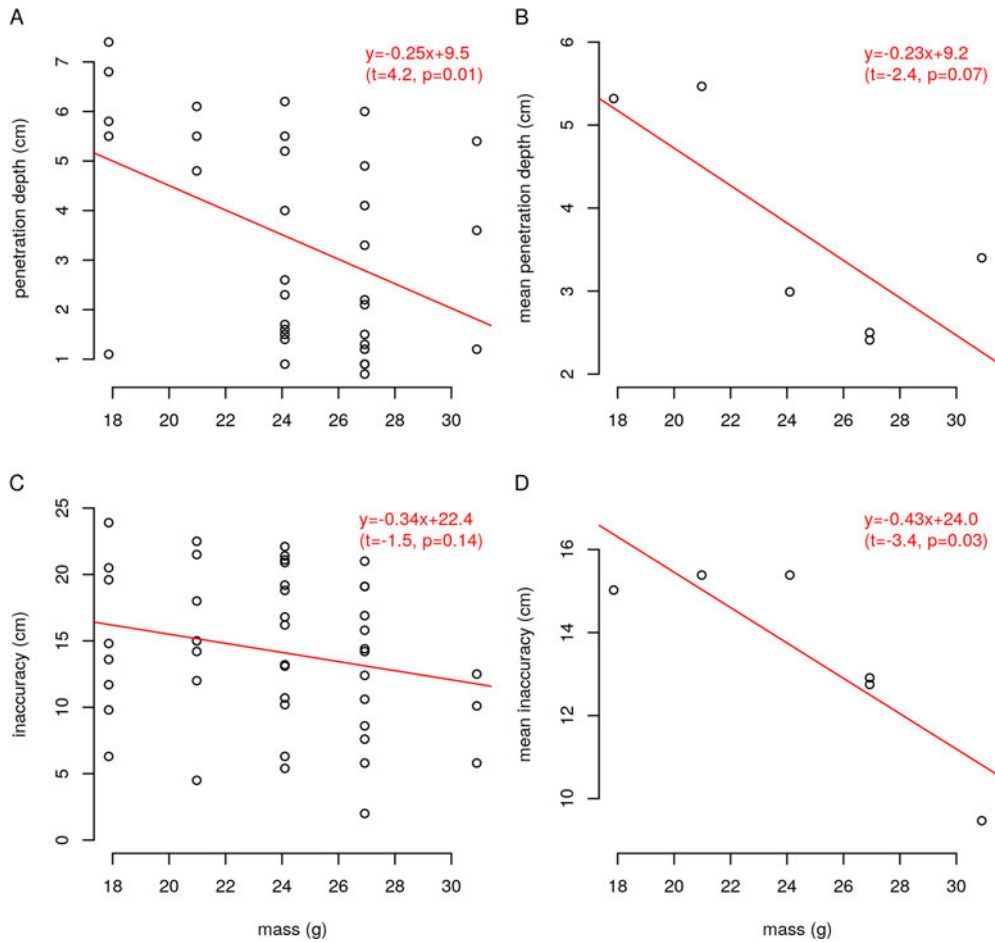 A
y=-0.25x+9.5
(t=4.2, p=0.01)
penetration depth (cm)
7
6
5
4
3
2
1
18 20 22 24 26 28 30
B
y=-0.23x+9.2
(t=-2.4, p=0.07)
mean penetration depth (cm)
6
5
4
3
2
18 20 22 24 26 28 30
C
y=-0.34x+22.4
(t=-1.5, p=0.14)
inaccuracy (cm)
25
20
15
10
5
0
18 20 22 24 26 28 30
mass (g)
D
y=-0.43x+24.0
(t=-3.4, p=0.03)
mean inaccuracy (cm)
16
14
12
10
18 20 22 24 26 28 30
mass (g)